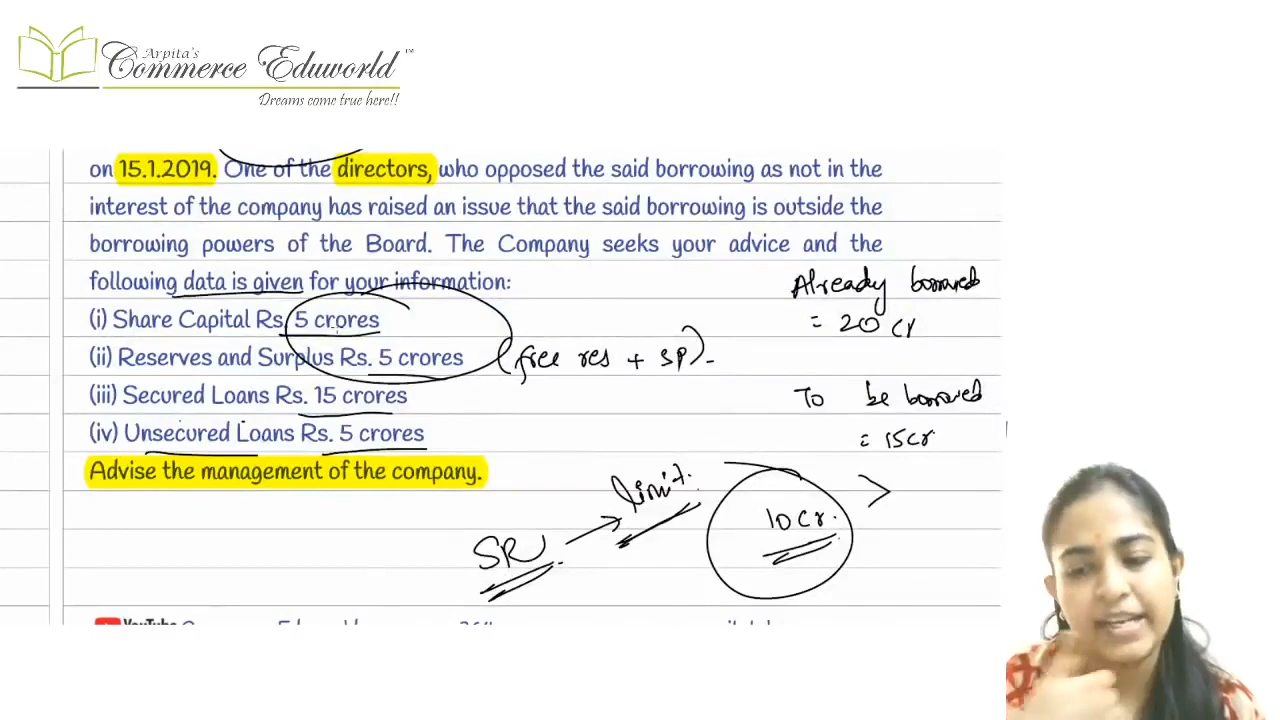 Arpita's
Commerce Eduworld™
Dreams come true here!!
on 15.1.2019. One of the directors, who opposed the said borrowing as not in the
interest of the company has raised an issue that the said borrowing is outside the
borrowing powers of the Board. The Company seeks your advice and the
following data is given for your information:
Already borrowed
= 20 cr
(i) Share Capital Rs. 5 crores
(ii) Reserves and Surplus Rs. 5 crores (free res + SP)
(iii) Secured Loans Rs. 15 crores
To be borrowed
= 15cr
(iv) Unsecured Loans Rs. 5 crores
Advise the management of the company.
SR → limit
10 cr. >
YouTube